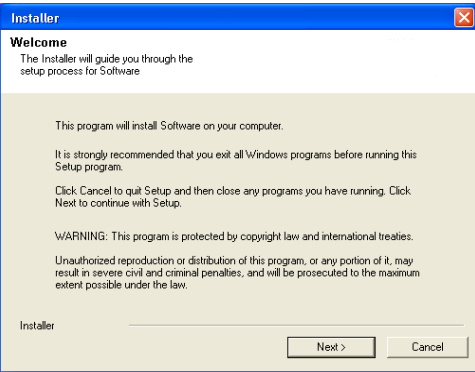 Installer
Welcome
The Installer will guide you through the
setup process for Software
This program will install Software on your computer.
It is strongly recommended that you exit all Windows programs before running this
Setup program.
Click Cancel to quit Setup and then close any programs you have running. Click
Next to continue with Setup.
WARNING: This program is protected by copyright law and international treaties.
Unauthorized reproduction or distribution of this program, or any portion of it, may
result in severe civil and criminal penalties, and will be prosecuted to the maximum
extent possible under the law.
Installer
Next >
Cancel